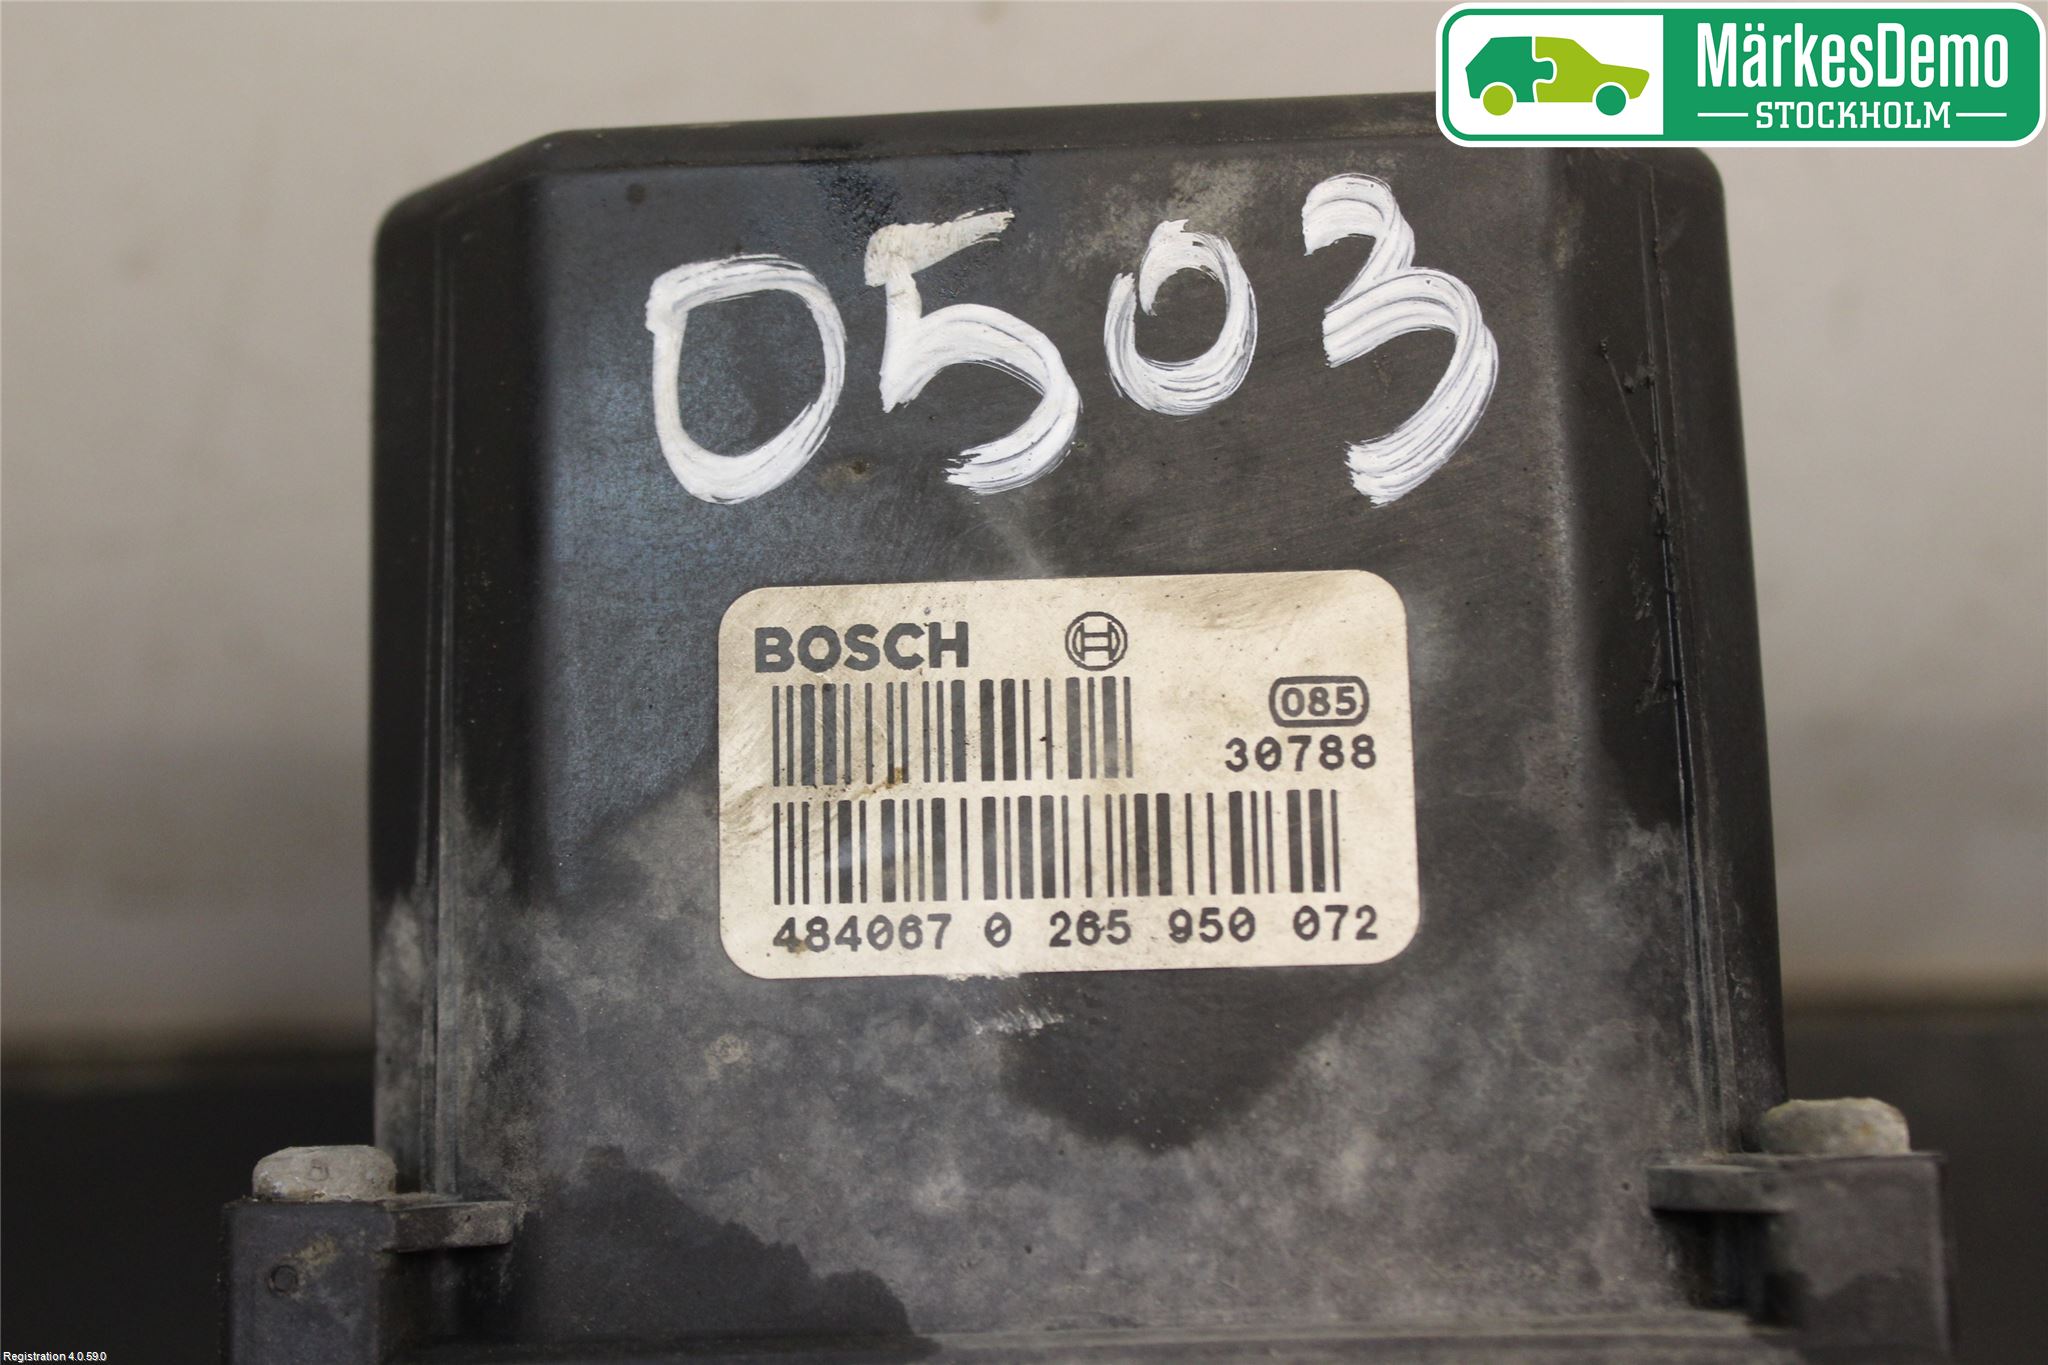 MärkesDemo
STOCKHOLM
0503
BOSCH
085
30788
484067 0 265 950 072
Registration 4.0.59.0